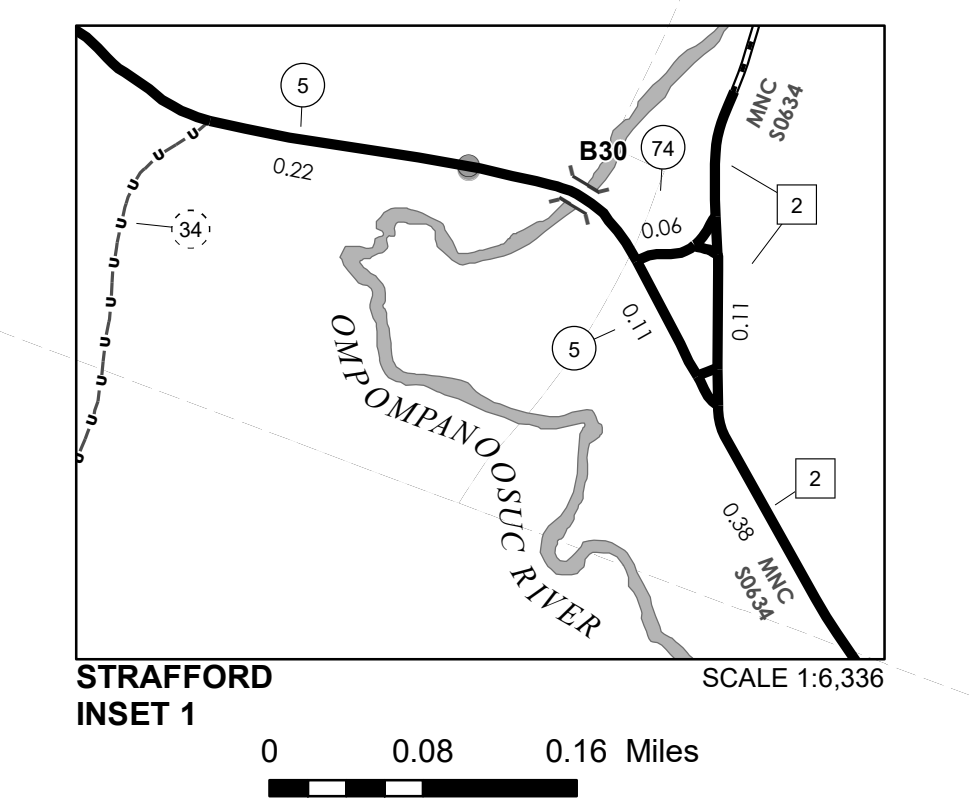 5
0.22
B30
74
MNC
S0634
2
34
U
U
U
U
U
U
U
U
U
U
0.06
0.11
0.11
5
OMPOMPANOOSUC RIVER
2
0.38
MNC
S0634
STRAFFORD
INSET 1
SCALE 1:6,336
0 0.08 0.16 Miles